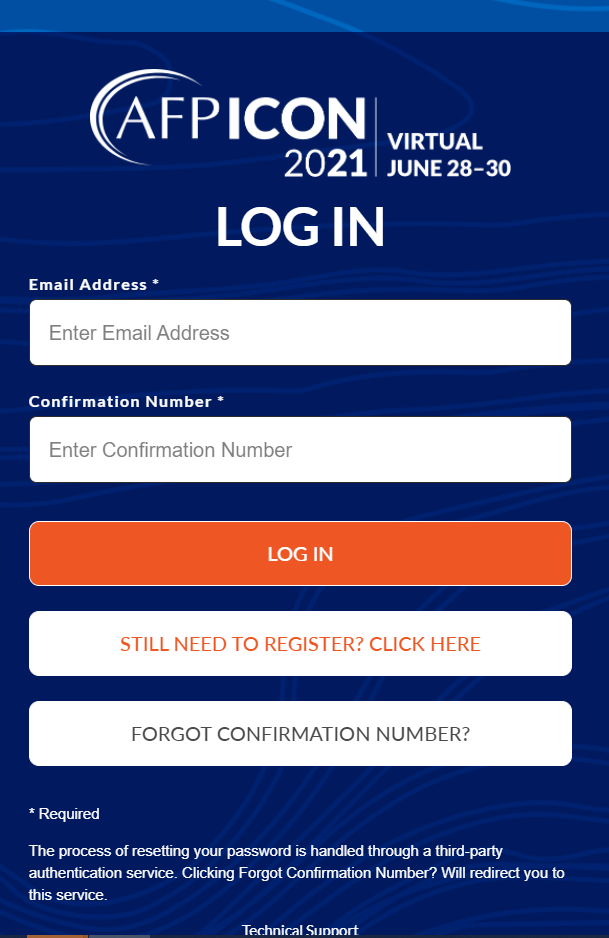 AFPICON
2021
VIRTUAL
JUNE 28–30
LOG IN
Email Address *
Enter Email Address
Confirmation Number *
Enter Confirmation Number
LOG IN
STILL NEED TO REGISTER? CLICK HERE
FORGOT CONFIRMATION NUMBER?
* Required
The process of resetting your password is handled through a third-party
authentication service. Clicking Forgot Confirmation Number? Will redirect you to
this service.
Technical Support